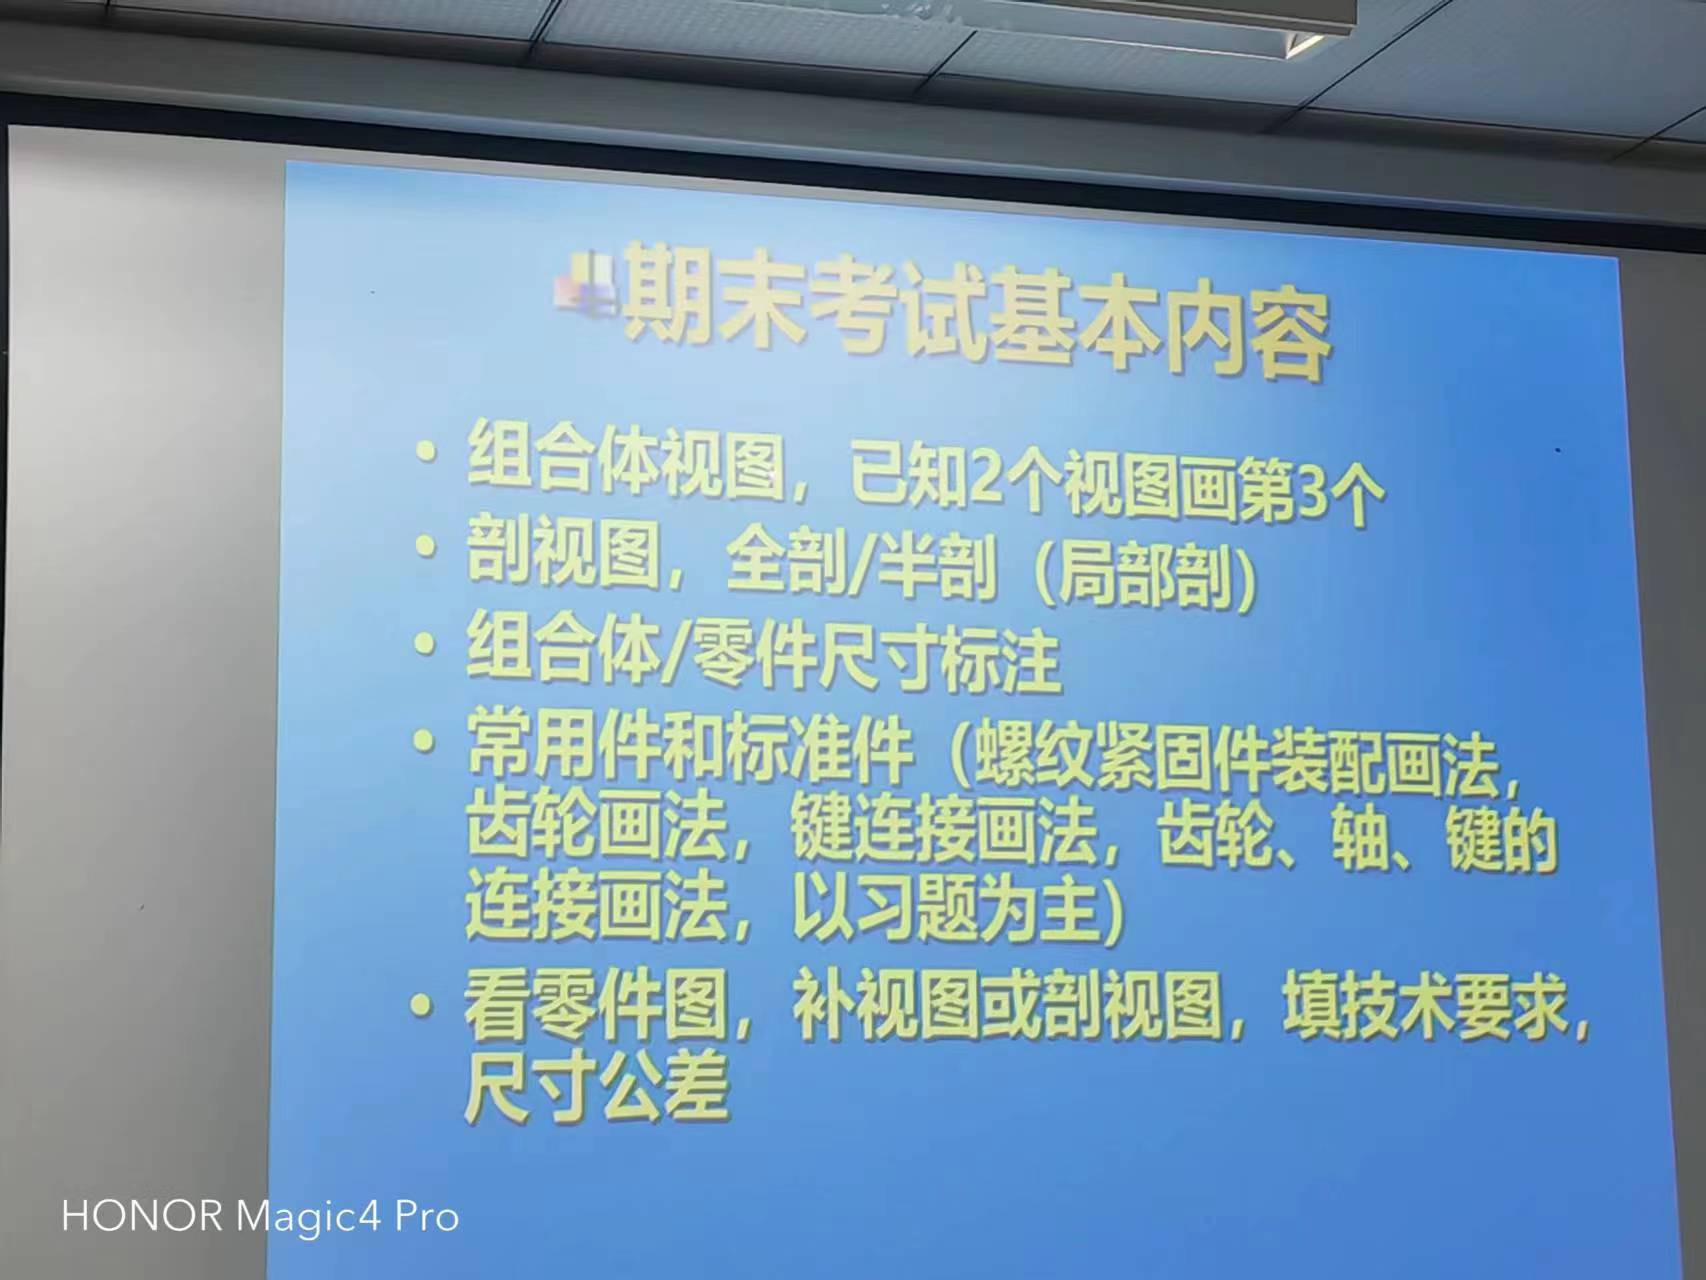 期末考试基本内容
• 组合体视图，已知2个视图画第3个
• 剖视图，全剖/半剖（局部剖）
• 组合体/零件尺寸标注
• 常用件和标准件（螺纹紧固件装配画法，
齿轮画法，键连接画法，齿轮、轴、键的
连接画法，以习题为主）
• 看零件图，补视图或剖视图，填技术要求，
尺寸公差
HONOR Magic4 Pro